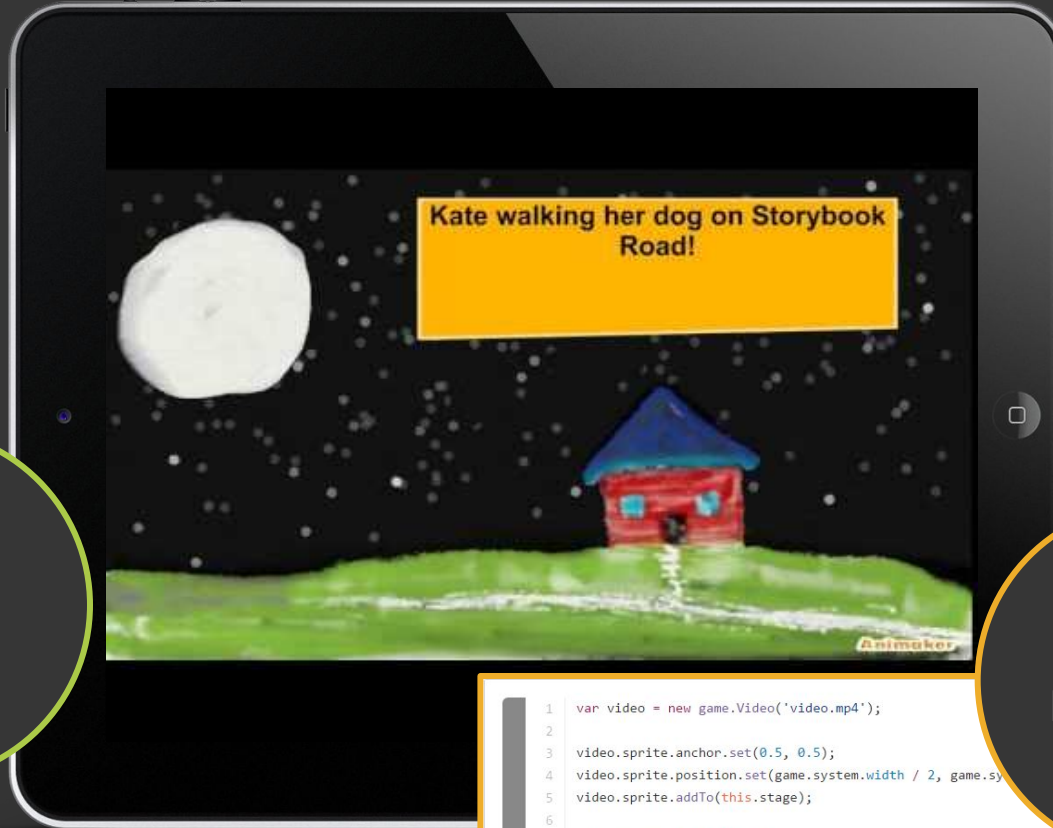 Kate walking her dog on Storybook
Road!
Animaker
1 var video = new game.Video('video.mp4');
2
3 video.sprite.anchor.set(0.5, 0.5);
4 video.sprite.position.set(game.system.width / 2, game.sy
5 video.sprite.addTo(this.stage);
6